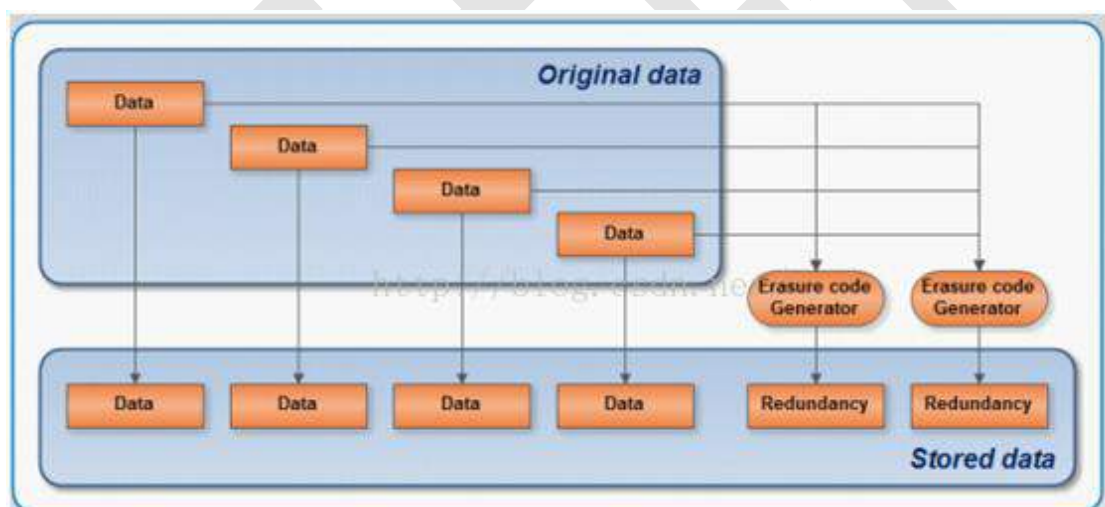 Original data
Data
Data
Data
Data
Erasure code
Generator
Erasure code
Generator
Data
Data
Data
Data
Redundancy
Redundancy
Stored data